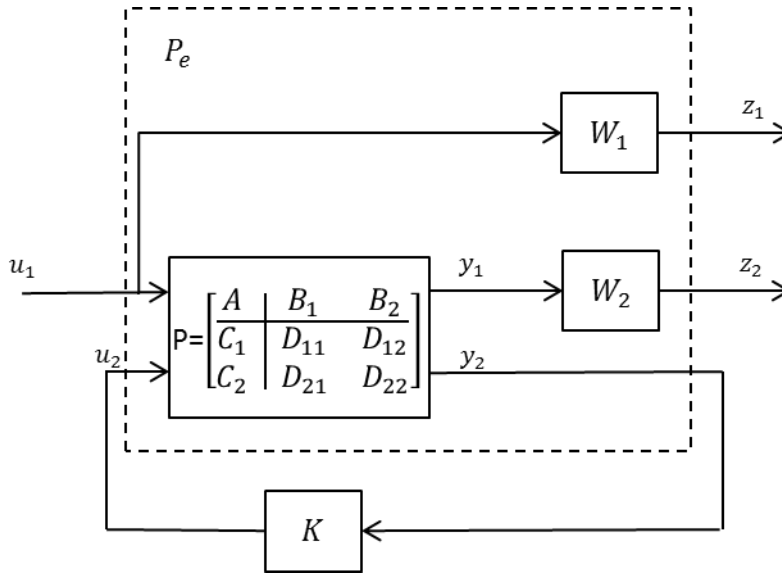 P_e
W_1
z_1
u_1
y_1
W_2
z_2
P=[A | B_1 B_2
C_1 | D_11 D_12
C_2 | D_21 D_22]
u_2
y_2
K